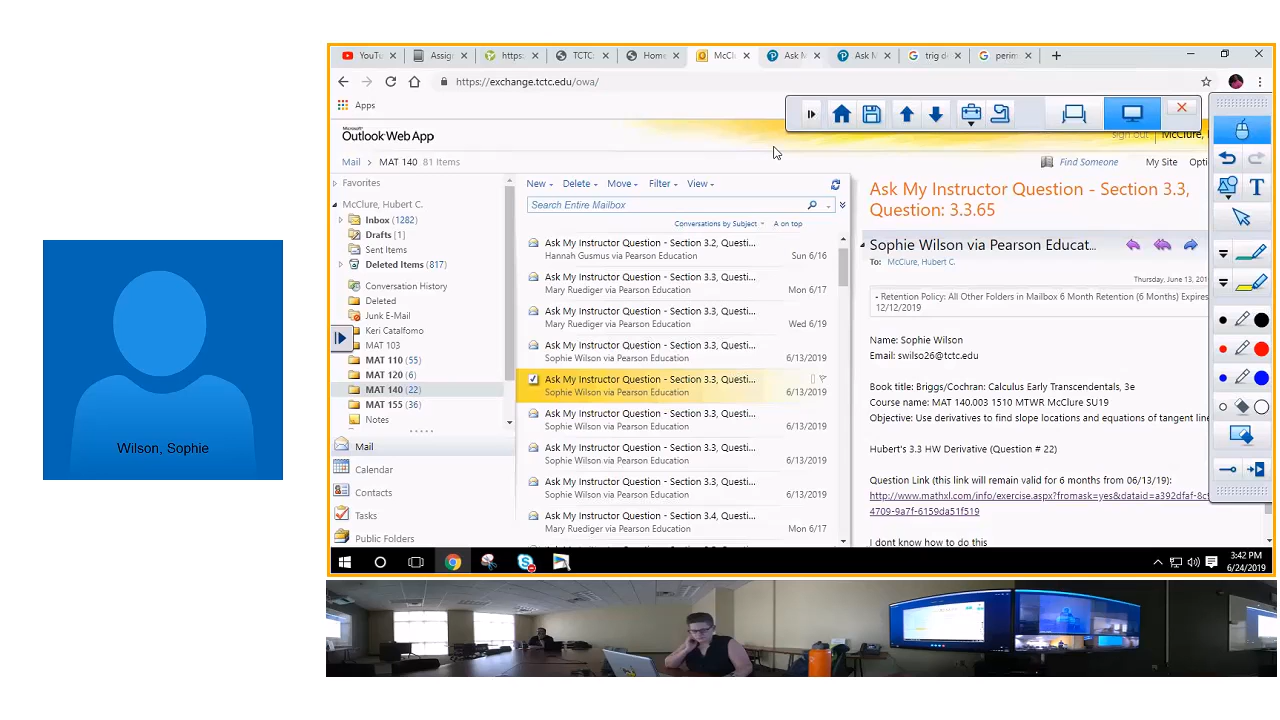 Wilson, Sophie
YouTu
Assig
https:
TCTC:
Home
McClu
Ask M
Ask M
trig d
perim
https://exchange.tctc.edu/owa/
Apps
Microsoft
Outlook Web App
sign out
McClure, H
Mail > MAT 140 81 Items
Find Someone
My Site
Opti
Favorites
McClure, Hubert C.
Inbox (1282)
Drafts [1]
Sent Items
Deleted Items (817)
Conversation History
Deleted
Junk E-Mail
Keri Catalfomo
MAT 103
MAT 110 (55)
MAT 120 (6)
MAT 140 (22)
MAT 155 (36)
Notes
Mail
Calendar
Contacts
Tasks
Public Folders
New
Delete
Move
Filter
View
Search Entire Mailbox
Conversations by Subject
A on top
Ask My Instructor Question - Section 3.2, Questi...
Hannah Gusmus via Pearson Education Sun 6/16
Ask My Instructor Question - Section 3.3, Questi...
Mary Ruediger via Pearson Education Mon 6/17
Ask My Instructor Question - Section 3.3, Questi...
Mary Ruediger via Pearson Education Wed 6/19
Ask My Instructor Question - Section 3.3, Questi...
Sophie Wilson via Pearson Education 6/13/2019
Ask My Instructor Question - Section 3.3, Questi...
Sophie Wilson via Pearson Education 6/13/2019
Ask My Instructor Question - Section 3.3, Questi...
Sophie Wilson via Pearson Education 6/13/2019
Ask My Instructor Question - Section 3.3, Questi...
Sophie Wilson via Pearson Education 6/13/2019
Ask My Instructor Question - Section 3.3, Questi...
Sophie Wilson via Pearson Education 6/13/2019
Ask My Instructor Question - Section 3.4, Questi...
Mary Ruediger via Pearson Education Mon 6/17
Ask My Instructor Question - Section 3.3,
Question: 3.3.65
Sophie Wilson via Pearson Educat...
To: McClure, Hubert C.
Thursday, June 13, 201
• Retention Policy: All Other Folders in Mailbox 6 Month Retention (6 Months) Expires
12/12/2019
Name: Sophie Wilson
Email: swilso26@tctc.edu
Book title: Briggs/Cochran: Calculus Early Transcendentals, 3e
Course name: MAT 140.003 1510 MTWR McClure SU19
Objective: Use derivatives to find slope locations and equations of tangent line
Hubert's 3.3 HW Derivative (Question # 22)
Question Link (this link will remain valid for 6 months from 06/13/19):
http://www.mathxl.com/info/exercise.aspx?fromask=yes&dataid=a392dfaf-8c
4709-9a7f-6159da51f519
I dont know how to do this
T
3:42 PM
6/24/2019